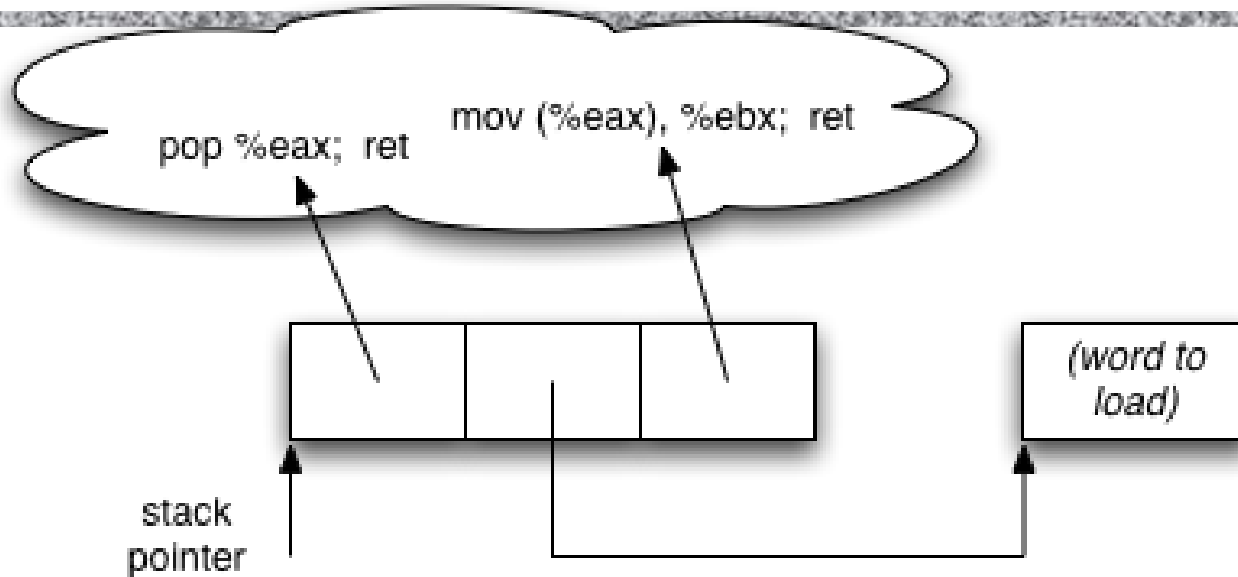 pop %eax; ret
mov (%eax), %ebx; ret
(word to
load)
stack
pointer